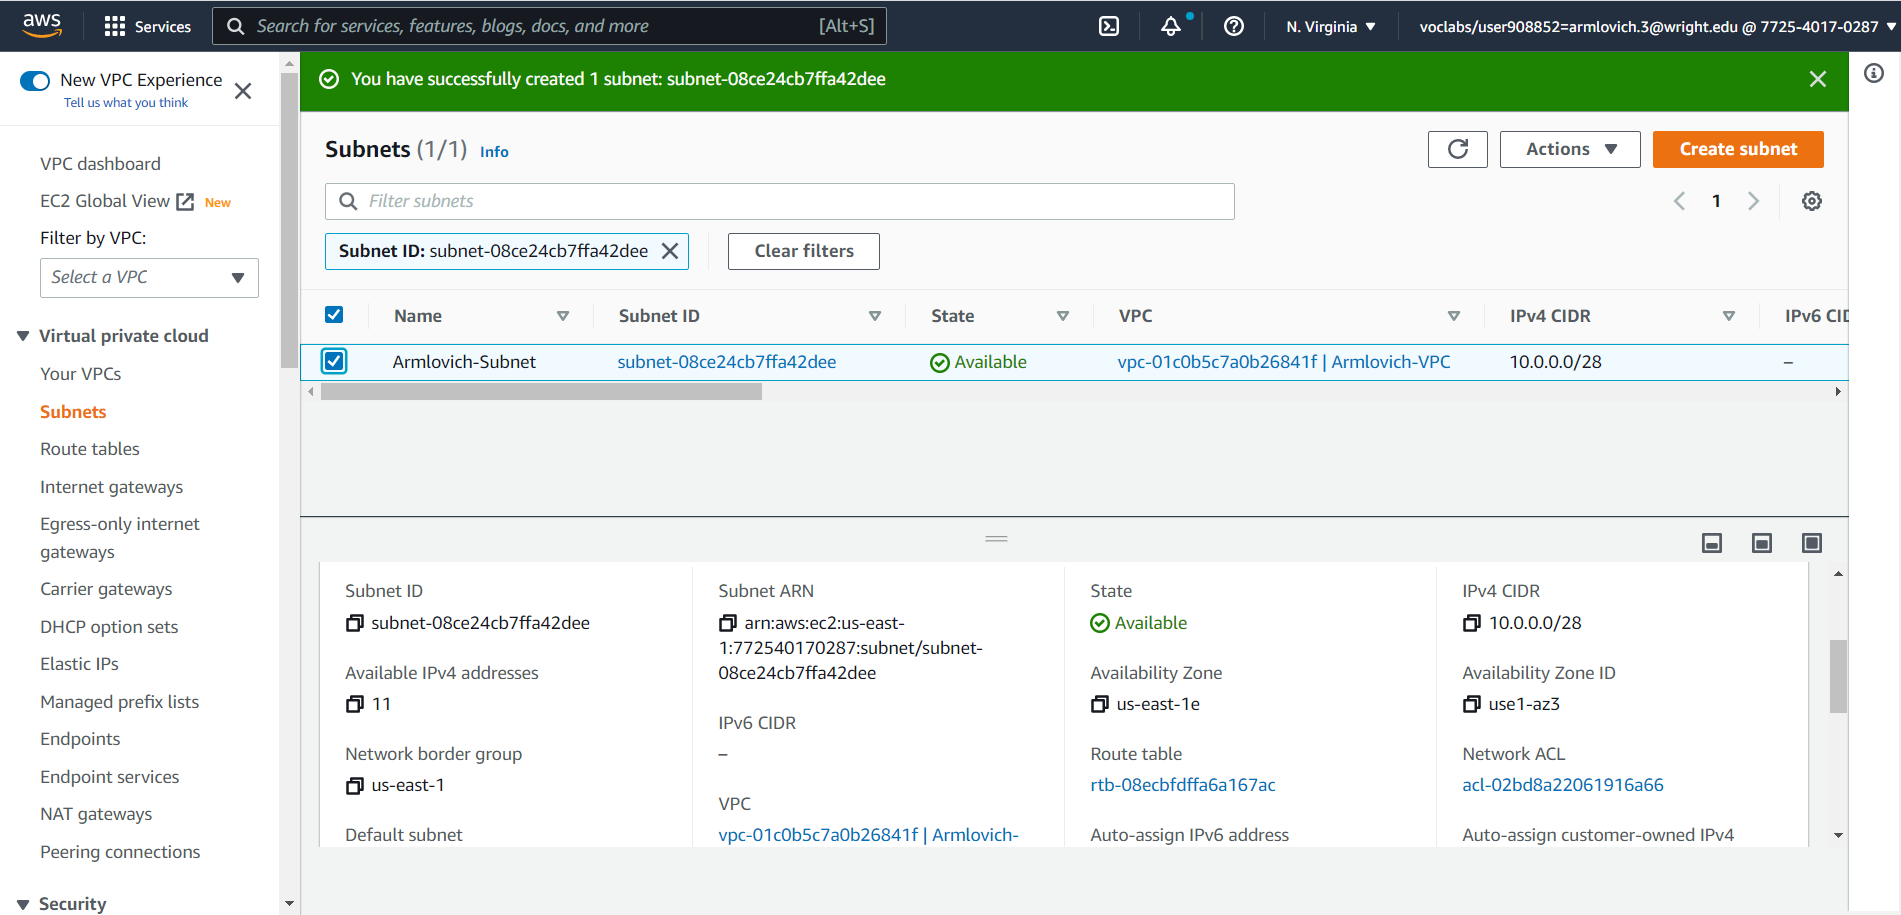 aws
Services
Search for services, features, blogs, docs, and more
[Alt+S]
N. Virginia
voclabs/user908852=armlovich.3@wright.edu @ 7725-4017-0287
New VPC Experience
Tell us what you think
VPC dashboard
EC2 Global View New
Filter by VPC:
Select a VPC
Virtual private cloud
Your VPCs
Subnets
Route tables
Internet gateways
Egress-only internet
gateways
Carrier gateways
DHCP option sets
Elastic IPs
Managed prefix lists
Endpoints
Endpoint services
NAT gateways
Peering connections
Security
You have successfully created 1 subnet: subnet-08ce24cb7ffa42dee
Subnets (1/1) Info
Actions
Create subnet
Filter subnets
1
Subnet ID: subnet-08ce24cb7ffa42dee
Clear filters
Name Subnet ID State VPC IPv4 CIDR IPv6 CID
Armlovich-Subnet subnet-08ce24cb7ffa42dee Available vpc-01c0b5c7a0b26841f | Armlovich-VPC 10.0.0.0/28 –
Subnet ID
subnet-08ce24cb7ffa42dee
Available IPv4 addresses
11
Network border group
us-east-1
Default subnet
Subnet ARN
arn:aws:ec2:us-east-
1:772540170287:subnet/subnet-
08ce24cb7ffa42dee
IPv6 CIDR
–
VPC
vpc-01c0b5c7a0b26841f | Armlovich-
State
Available
Availability Zone
us-east-1e
Route table
rtb-08ecbfdffa6a167ac
Auto-assign IPv6 address
IPv4 CIDR
10.0.0.0/28
Availability Zone ID
use1-az3
Network ACL
acl-02bd8a22061916a66
Auto-assign customer-owned IPv4